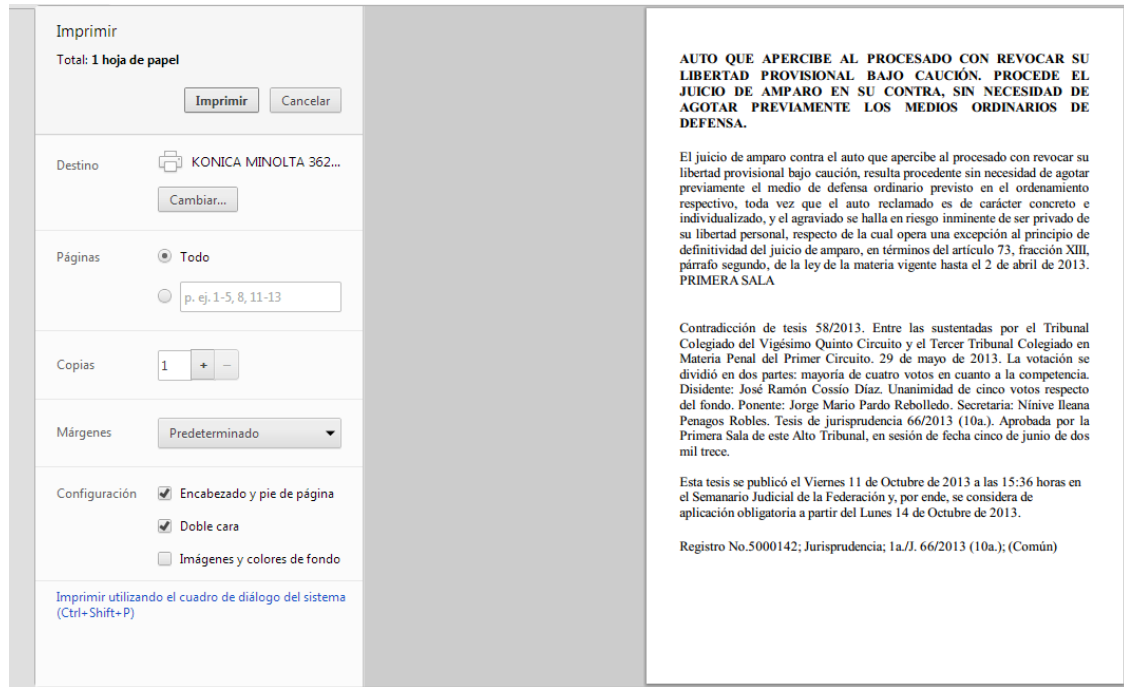 Imprimir
Total: 1 hoja de papel
Imprimir
Cancelar
Destino
KONICA MINOLTA 362...
Cambiar...
Páginas
Todo
p. ej. 1-5, 8, 11-13
Copias
1
+
−
Márgenes
Predeterminado
Configuración
Encabezado y pie de página
Doble cara
Imágenes y colores de fondo
Imprimir utilizando el cuadro de diálogo del sistema
(Ctrl+Shift+P)
AUTO QUE APERCIBE AL PROCESADO CON REVOCAR SU
LIBERTAD PROVISIONAL BAJO CAUCIÓN. PROCEDE EL
JUICIO DE AMPARO EN SU CONTRA, SIN NECESIDAD DE
AGOTAR PREVIAMENTE LOS MEDIOS ORDINARIOS DE
DEFENSA.
El juicio de amparo contra el auto que apercibe al procesado con revocar su
libertad provisional bajo caución, resulta procedente sin necesidad de agotar
previamente el medio de defensa ordinario previsto en el ordenamiento
respectivo, toda vez que el auto reclamado es de carácter concreto e
individualizado, y el agraviado se halla en riesgo inminente de ser privado de
su libertad personal, respecto de la cual opera una excepción al principio de
definitividad del juicio de amparo, en términos del artículo 73, fracción XIII,
párrafo segundo, de la ley de la materia vigente hasta el 2 de abril de 2013.
PRIMERA SALA
Contradicción de tesis 58/2013. Entre las sustentadas por el Tribunal
Colegiado del Vigésimo Quinto Circuito y el Tercer Tribunal Colegiado en
Materia Penal del Primer Circuito. 29 de mayo de 2013. La votación se
dividió en dos partes: mayoría de cuatro votos en cuanto a la competencia.
Disidente: José Ramón Cossío Díaz. Unanimidad de cinco votos respecto
del fondo. Ponente: Jorge Mario Pardo Rebolledo. Secretaria: Nínive Ileana
Penagos Robles. Tesis de jurisprudencia 66/2013 (10a.). Aprobada por la
Primera Sala de este Alto Tribunal, en sesión de fecha cinco de junio de dos
mil trece.
Esta tesis se publicó el Viernes 11 de Octubre de 2013 a las 15:36 horas en
el Semanario Judicial de la Federación y, por ende, se considera de
aplicación obligatoria a partir del Lunes 14 de Octubre de 2013.
Registro No.5000142; Jurisprudencia; 1a./J. 66/2013 (10a.); (Común)